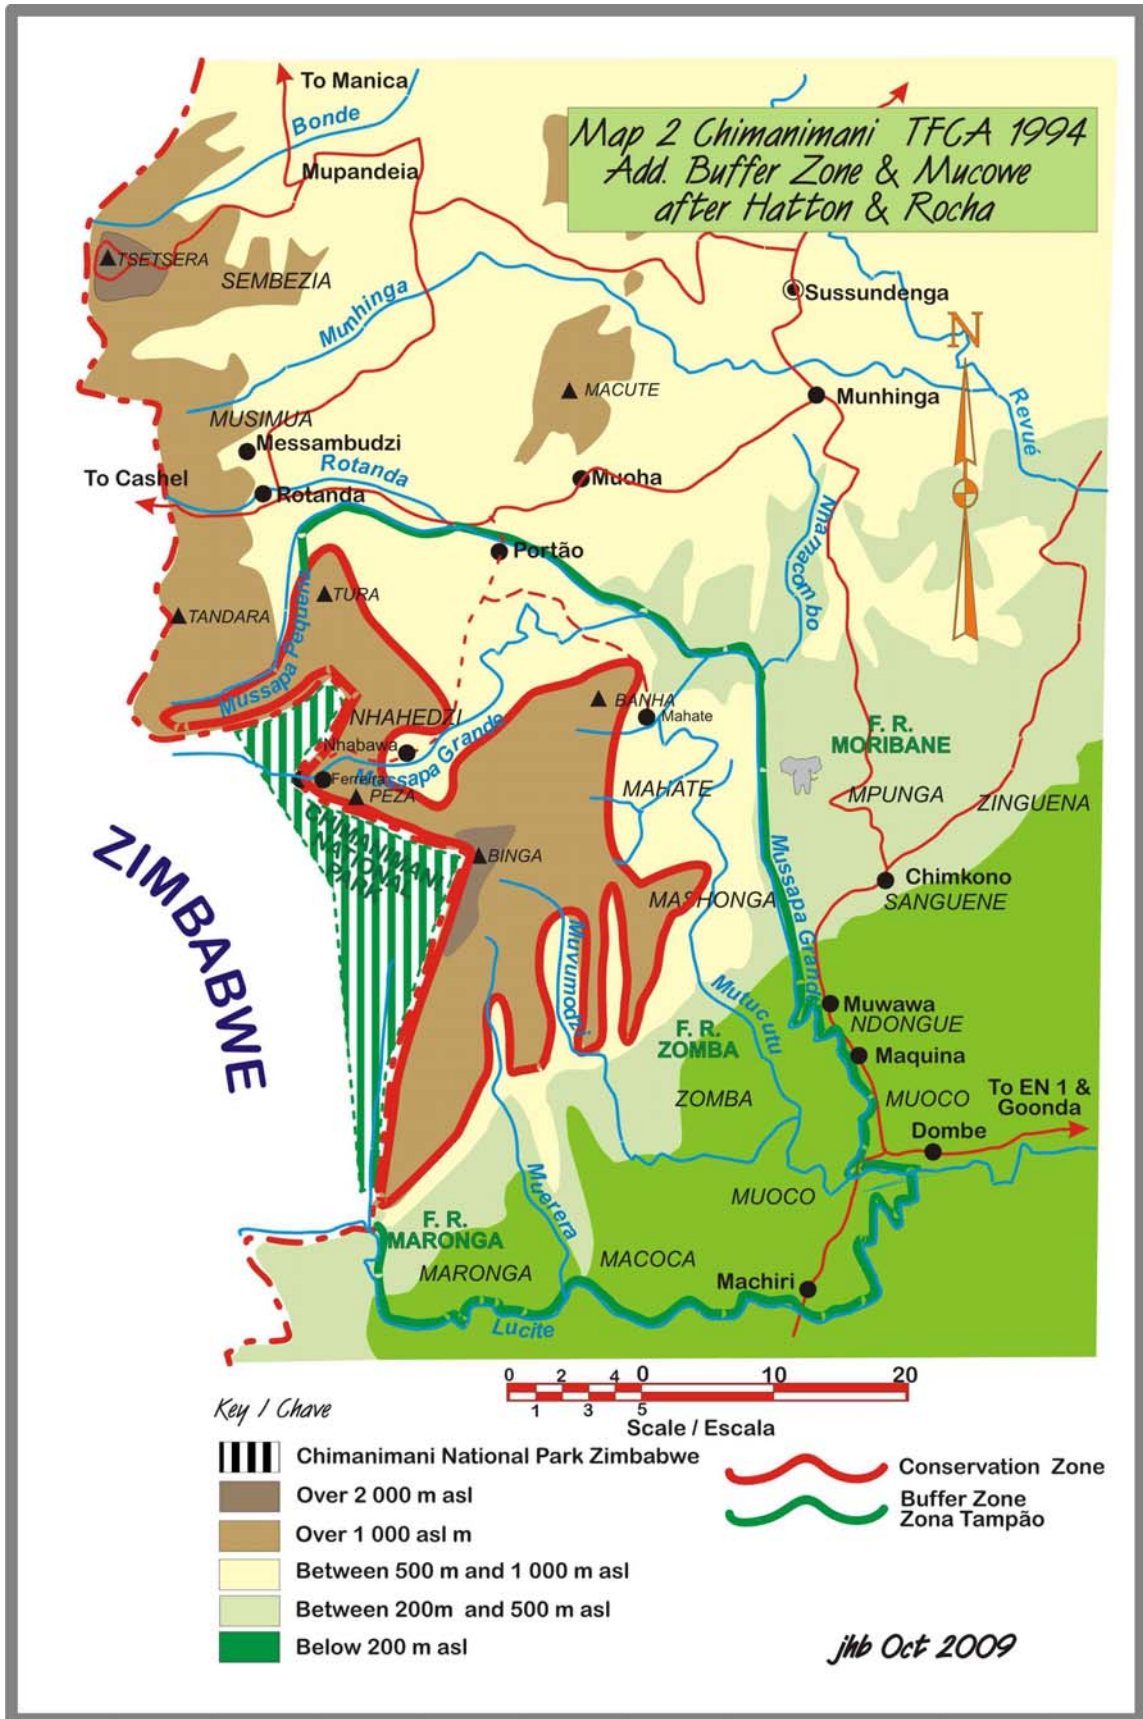 To Manica
Bonde
Map 2 Chimanimani TFCA 1994
Add. Buffer Zone & Mucowe
after Hatton & Rocha
Mupandeia
TSETSERA
SEMBEZIA
Munhinga
Sussundenga
N
MACUTE
Munhinga
Revué
MUSIMUA
Messambudzi
Rotanda
To Cashel
Rotanda
Muoha
Nhamacombo
Portão
TURA
TANDARA
Mussapa Pequena
BANHA
Mahate
NHAHEDZI
Nhabawa
Mussapa Grande
Ferreira
PEZA
F. R.
MORIBANE
MAHATE
MPUNGA
ZINGUENA
CHIMANIMANI
NATIONAL
PARK
ZIMBABWE
BINGA
Mussapa Grande
Chimkono
MASHONGA
SANGUENE
Muvumodzi
Mutucutu
Muwawa
NDONGUE
F. R.
ZOMBA
Maquina
ZOMBA
MUOCO
To EN 1 &
Goonda
Dombe
Muerera
MUOCO
F. R.
MARONGA
MARONGA
MACOCA
Machiri
Lucite
0 2 4 0 10 20
1 3 5
Scale / Escala
Key / Chave
Chimanimani National Park Zimbabwe
Over 2 000 m asl
Over 1 000 asl m
Between 500 m and 1 000 m asl
Between 200m and 500 m asl
Below 200 m asl
Conservation Zone
Buffer Zone
Zona Tampão
jhb Oct 2009